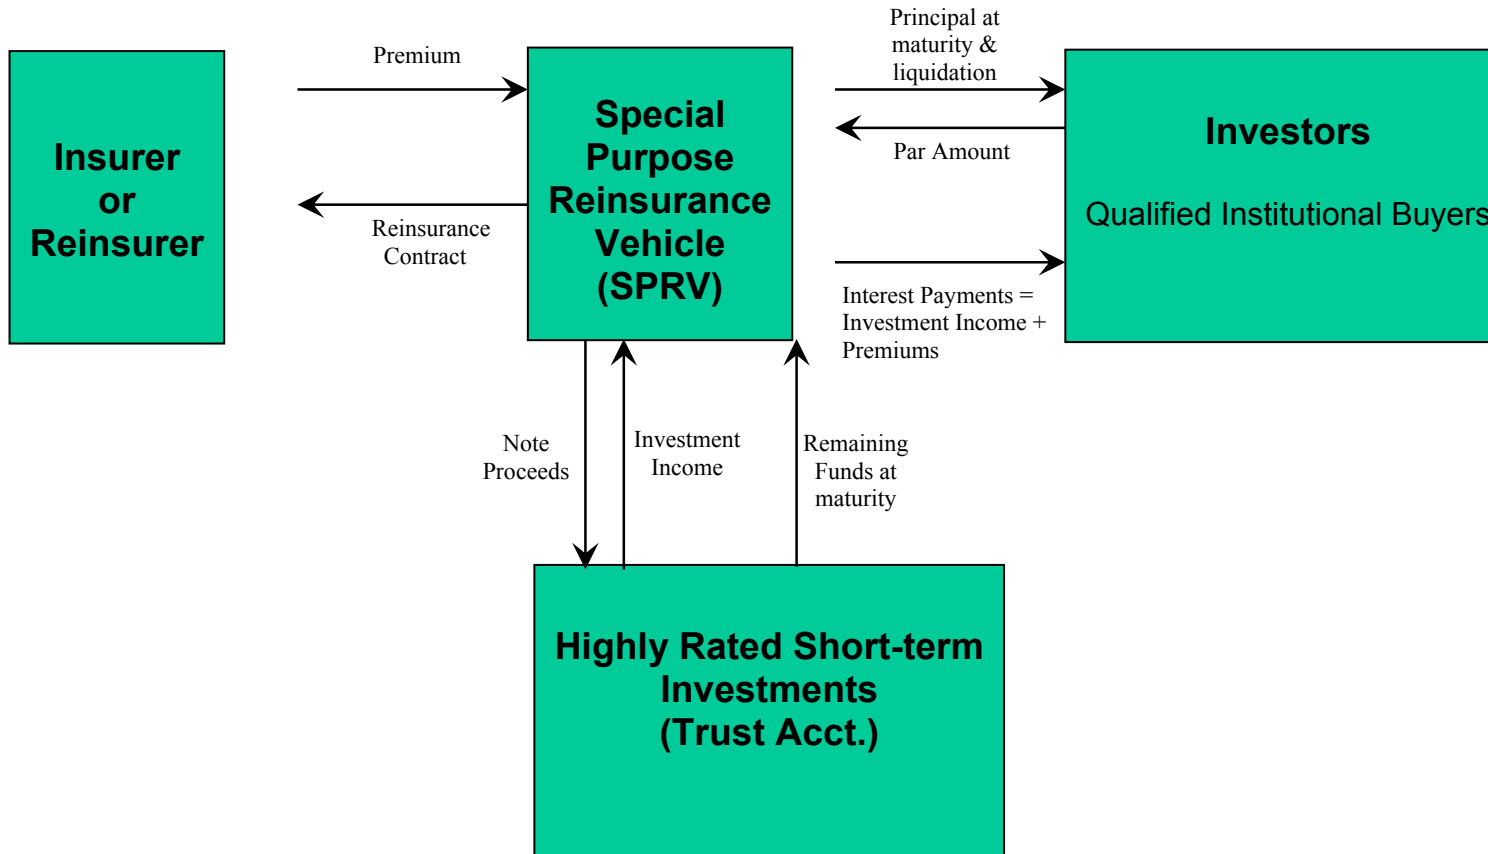 Insurer
or
Reinsurer
Premium
Reinsurance
Contract
Special
Purpose
Reinsurance
Vehicle
(SPRV)
Principal at
maturity &
liquidation
Par Amount
Interest Payments =
Investment Income +
Premiums
Investors
Qualified Institutional Buyers
Note
Proceeds
Investment
Income
Remaining
Funds at
maturity
Highly Rated Short-term
Investments
(Trust Acct.)